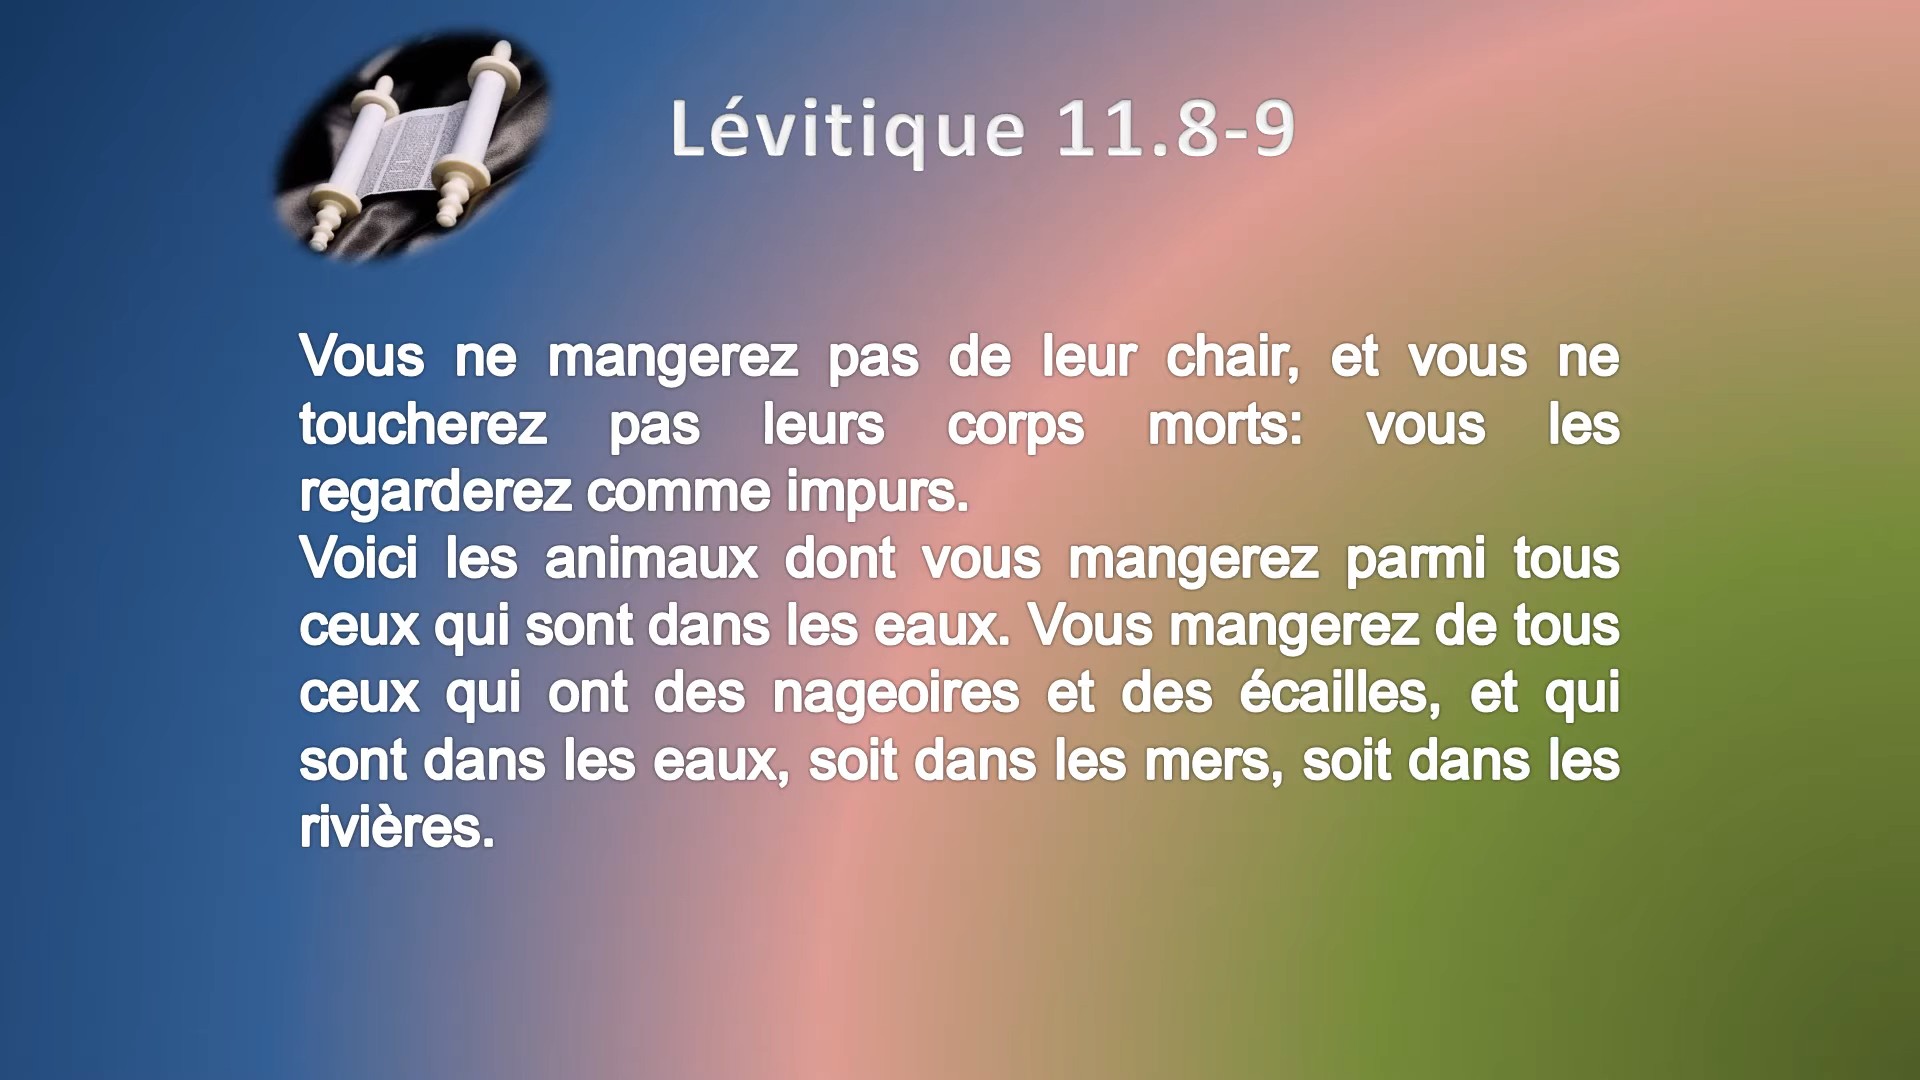 Lévitique 11.8-9
Vous ne mangerez pas de leur chair, et vous ne
toucherez pas leurs corps morts: vous les
regarderez comme impurs.
Voici les animaux dont vous mangerez parmi tous
ceux qui sont dans les eaux. Vous mangerez de tous
ceux qui ont des nageoires et des écailles, et qui
sont dans les eaux, soit dans les mers, soit dans les
rivières.